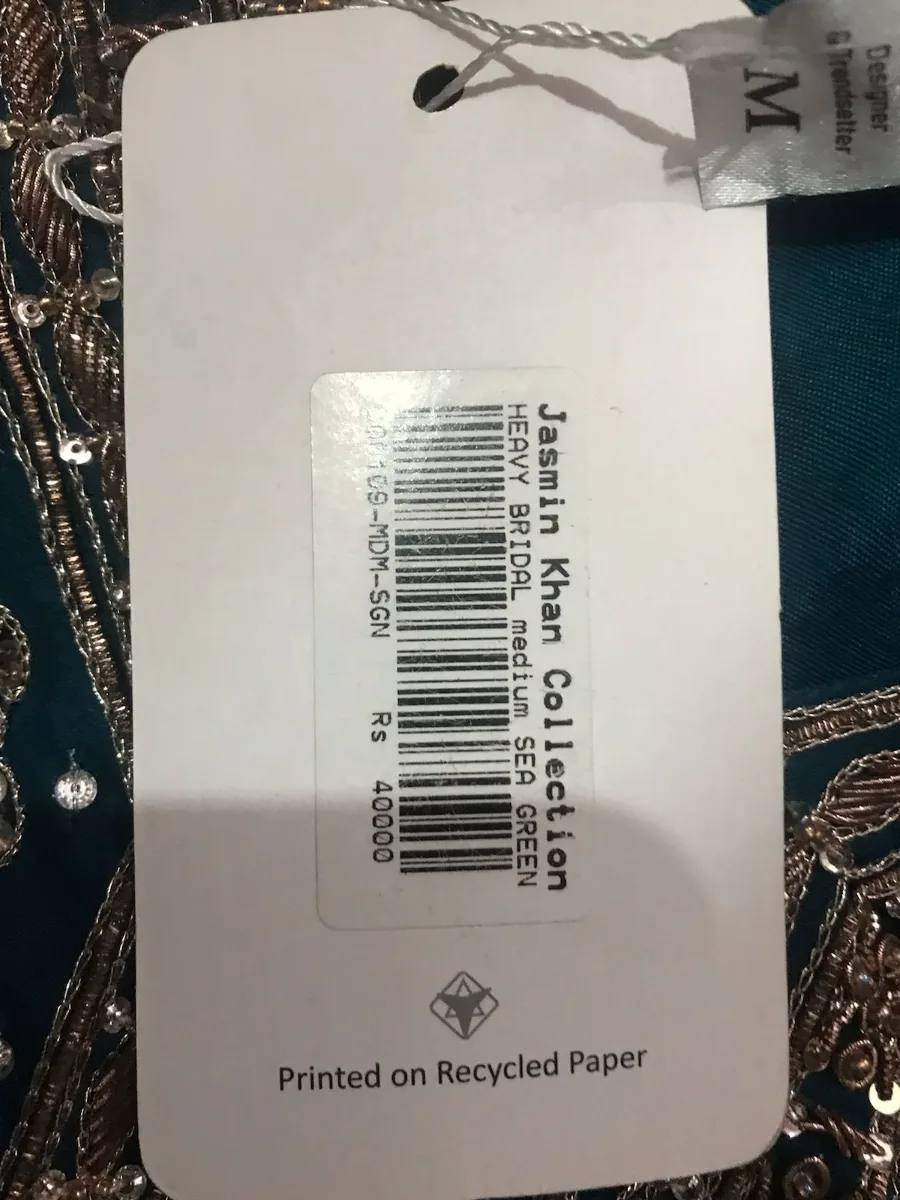 Designer
& Trendsetter
M
Jasmin Khan Collection
HEAVY BRIDAL medium SEA GREEN
Rs 40000
Printed on Recycled Paper